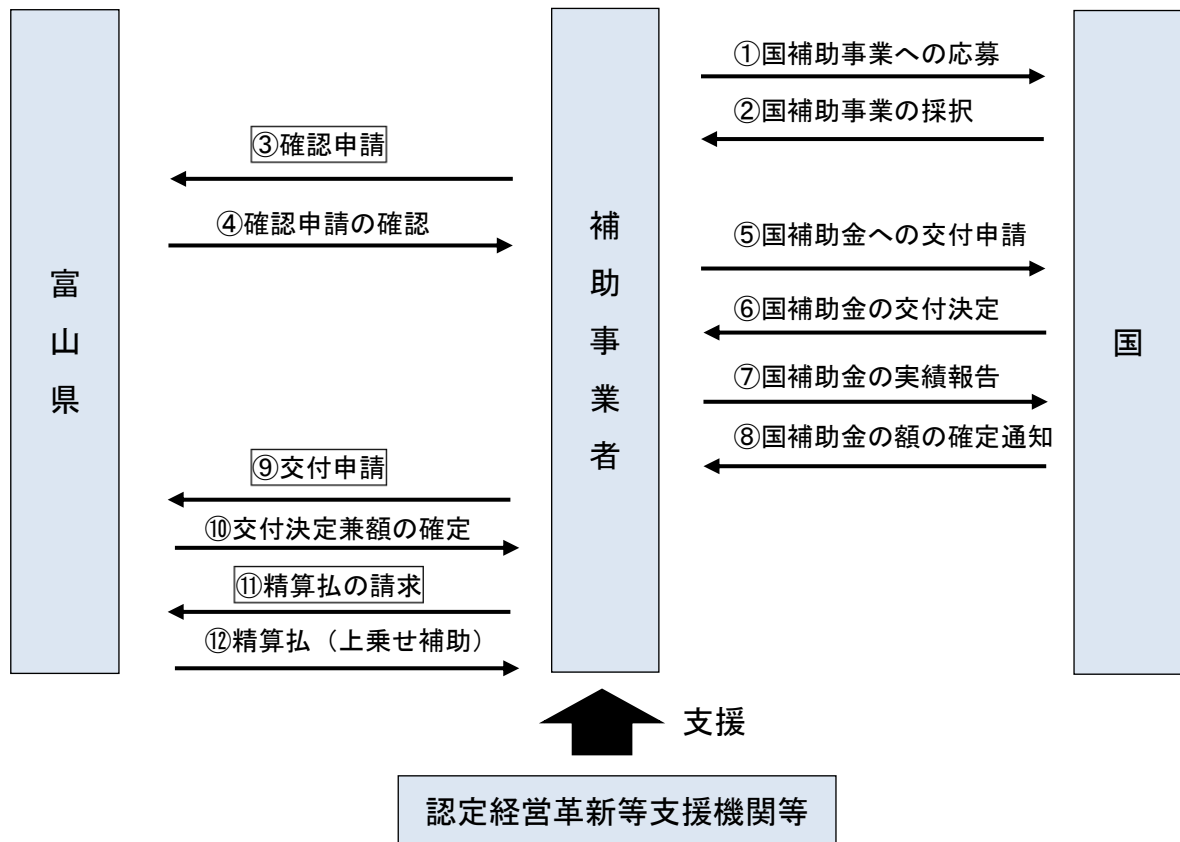 ①国補助事業への応募
②国補助事業の採択
③確認申請
④確認申請の確認
⑤国補助金への交付申請
⑥国補助金の交付決定
⑦国補助金の実績報告
⑧国補助金の額の確定通知
⑨交付申請
⑩交付決定兼額の確定
⑪精算払の請求
⑫精算払（上乗せ補助）
富山県
補助事業者
国
支援
認定経営革新等支援機関等